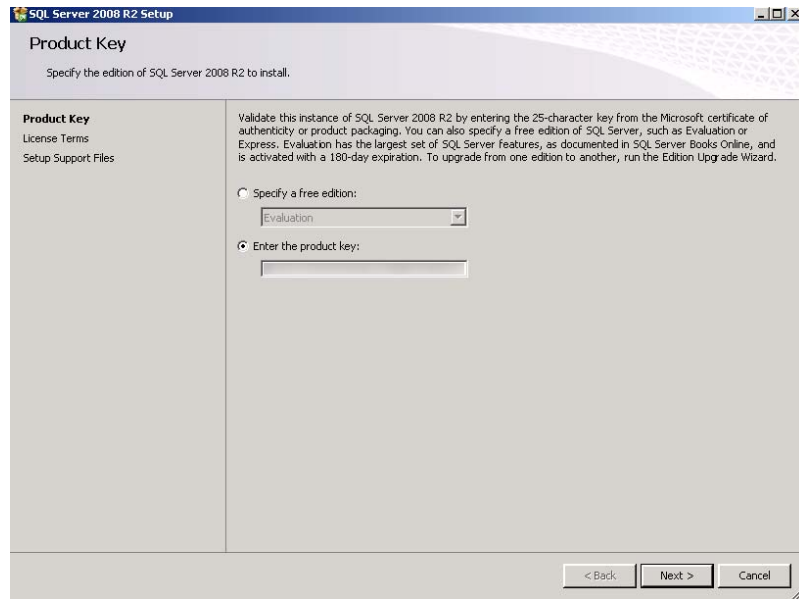 SQL Server 2008 R2 Setup
Product Key
Specify the edition of SQL Server 2008 R2 to install.
Product Key
License Terms
Setup Support Files
Validate this instance of SQL Server 2008 R2 by entering the 25-character key from the Microsoft certificate of
authenticity or product packaging. You can also specify a free edition of SQL Server, such as Evaluation or
Express. Evaluation has the largest set of SQL Server features, as documented in SQL Server Books Online, and
is activated with a 180-day expiration. To upgrade from one edition to another, run the Edition Upgrade Wizard.
Specify a free edition:
Evaluation
Enter the product key:
< Back Next > Cancel